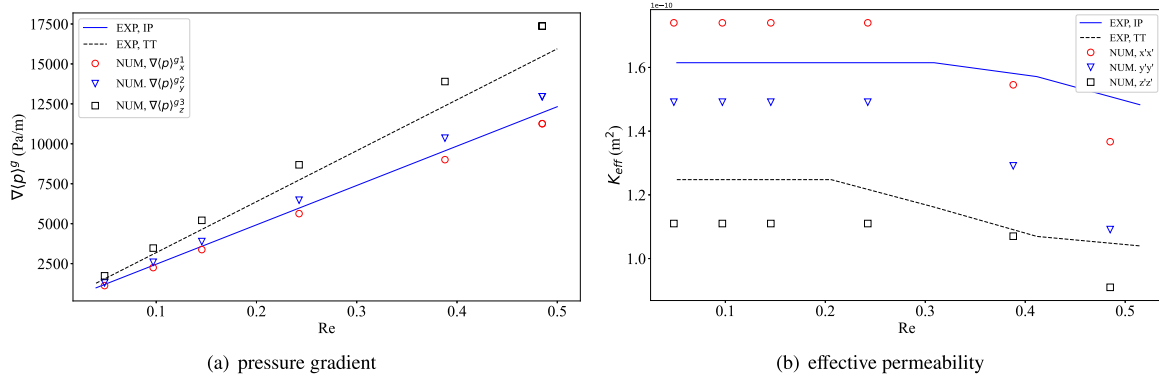 17500
15000
12500
10000
7500
5000
2500
∇⟨p⟩^g (Pa/m)
EXP, IP
EXP, TT
NUM, ∇⟨p⟩_x^{g1}
NUM. ∇⟨p⟩_y^{g2}
NUM, ∇⟨p⟩_z^{g3}
0.1 0.2 0.3 0.4 0.5
Re
(a) pressure gradient
1e−10
1.6
1.4
1.2
1.0
K_{eff} (m²)
EXP, IP
EXP, TT
NUM, x'x'
NUM. y'y'
NUM, z'z'
0.1 0.2 0.3 0.4 0.5
Re
(b) effective permeability